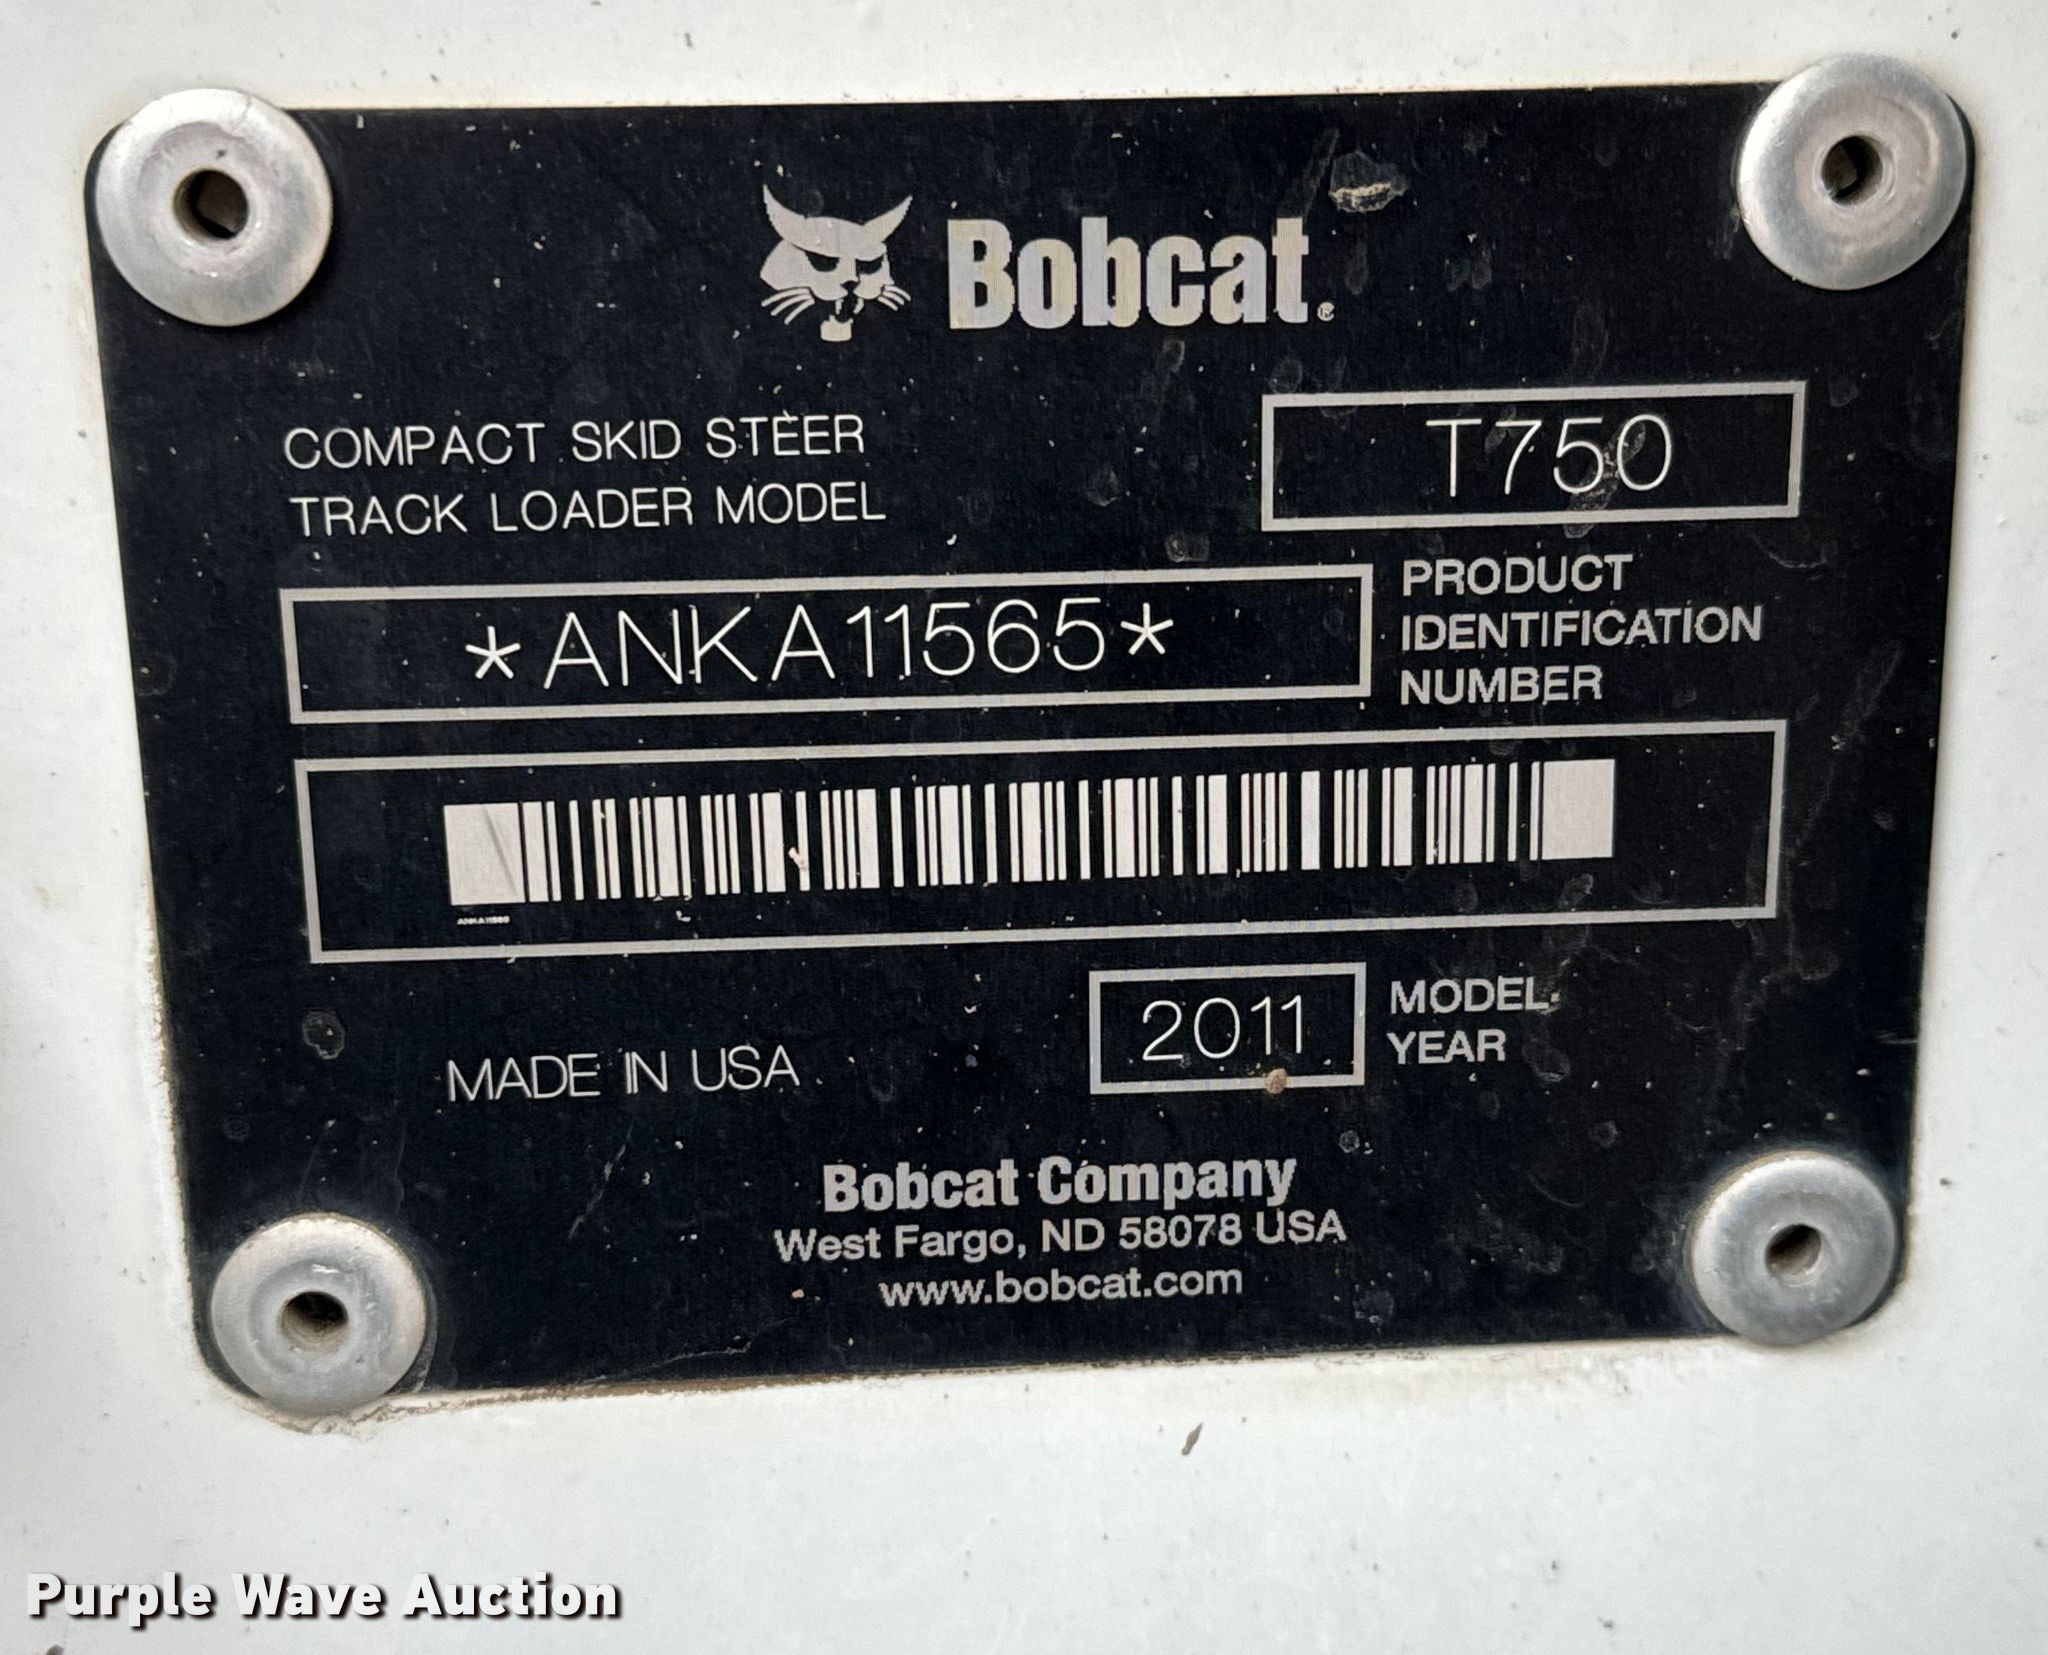 Bobcat®
COMPACT SKID STEER
TRACK LOADER MODEL
T750
*ANKA11565*
PRODUCT
IDENTIFICATION
NUMBER
MADE IN USA
2011
MODEL
YEAR
Bobcat Company
West Fargo, ND 58078 USA
www.bobcat.com
Purple Wave Auction